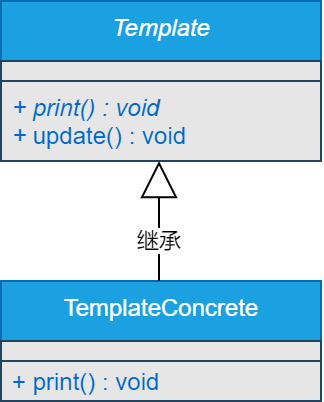 Template
+ print() : void
+ update() : void
继承
TemplateConcrete
+ print() : void